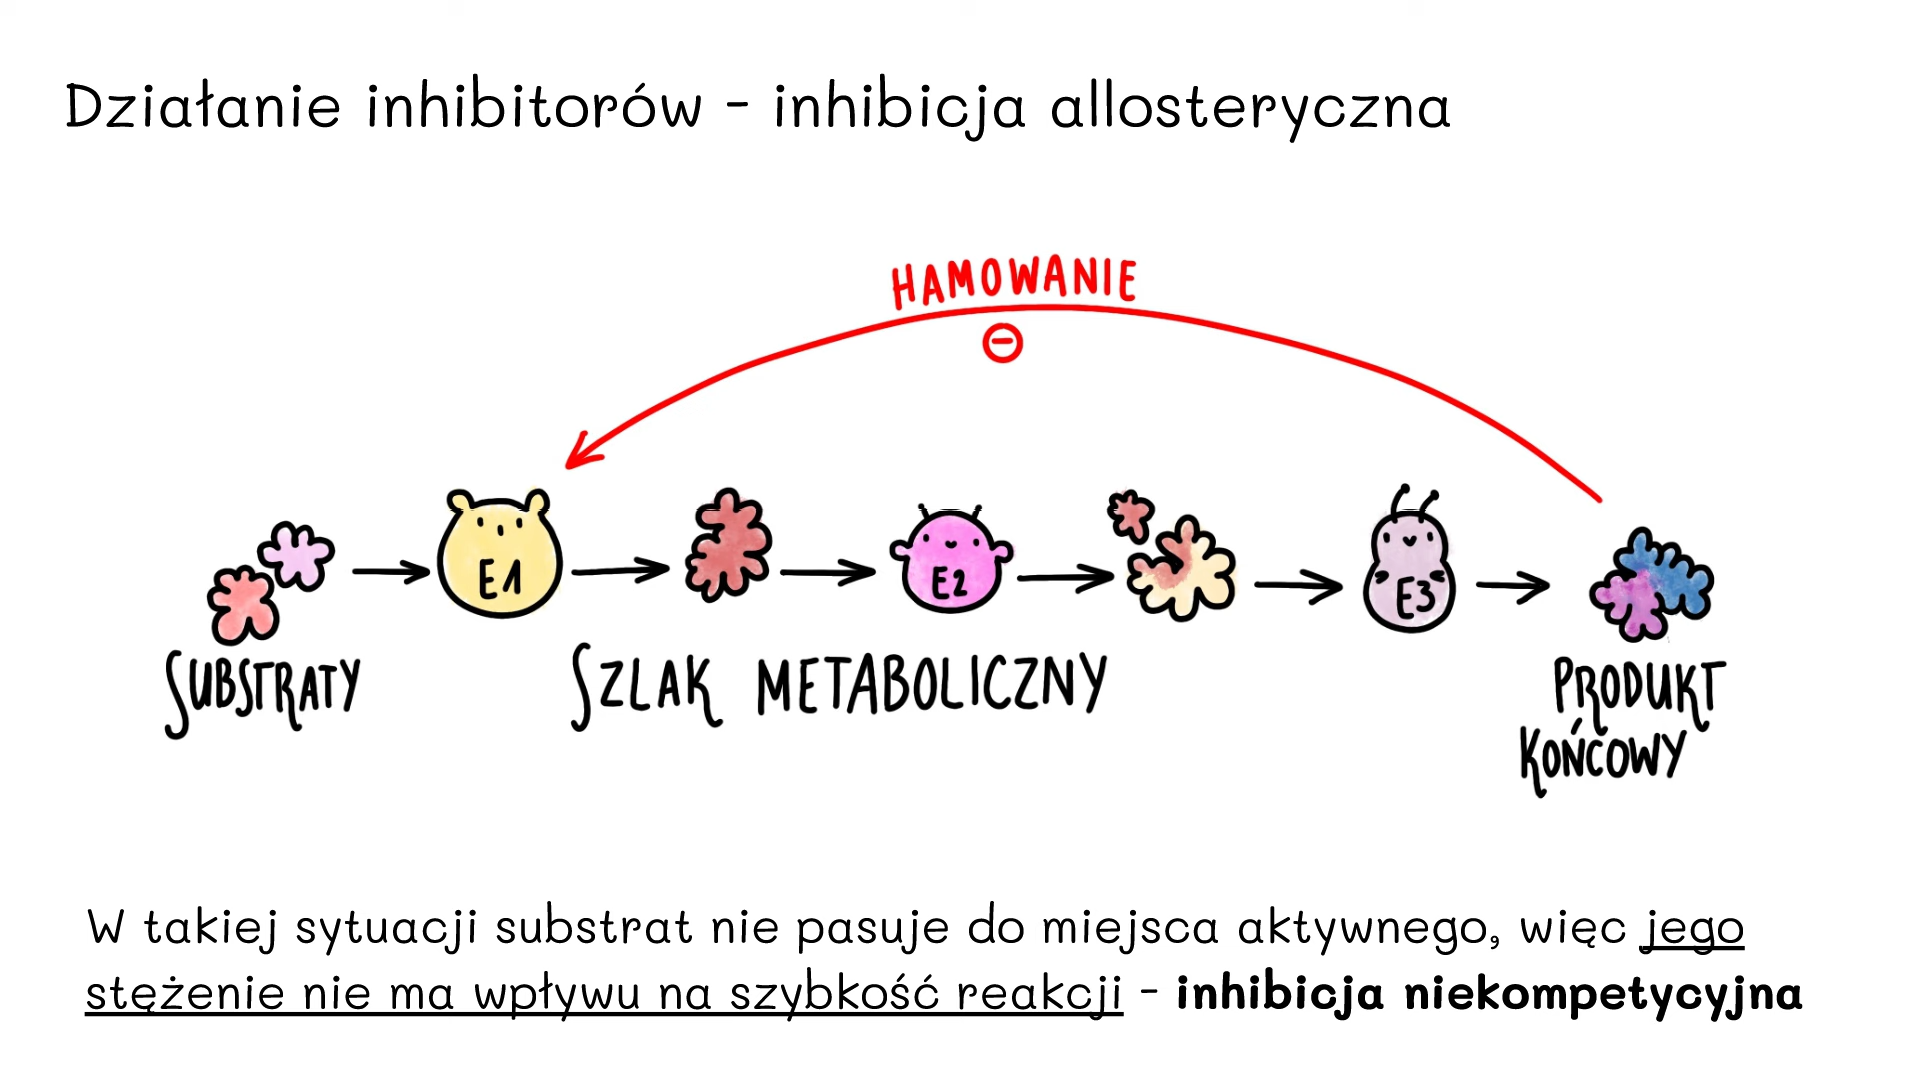 Działanie inhibitorów - inhibicja allosteryczna
HAMOWANIE
E1
E2
E3
SUBSTRATY
SZLAK METABOLICZNY
PRODUKT
KOŃCOWY
W takiej sytuacji substrat nie pasuje do miejsca aktywnego, więc jego
stężenie nie ma wpływu na szybkość reakcji - inhibicja niekompetycyjna